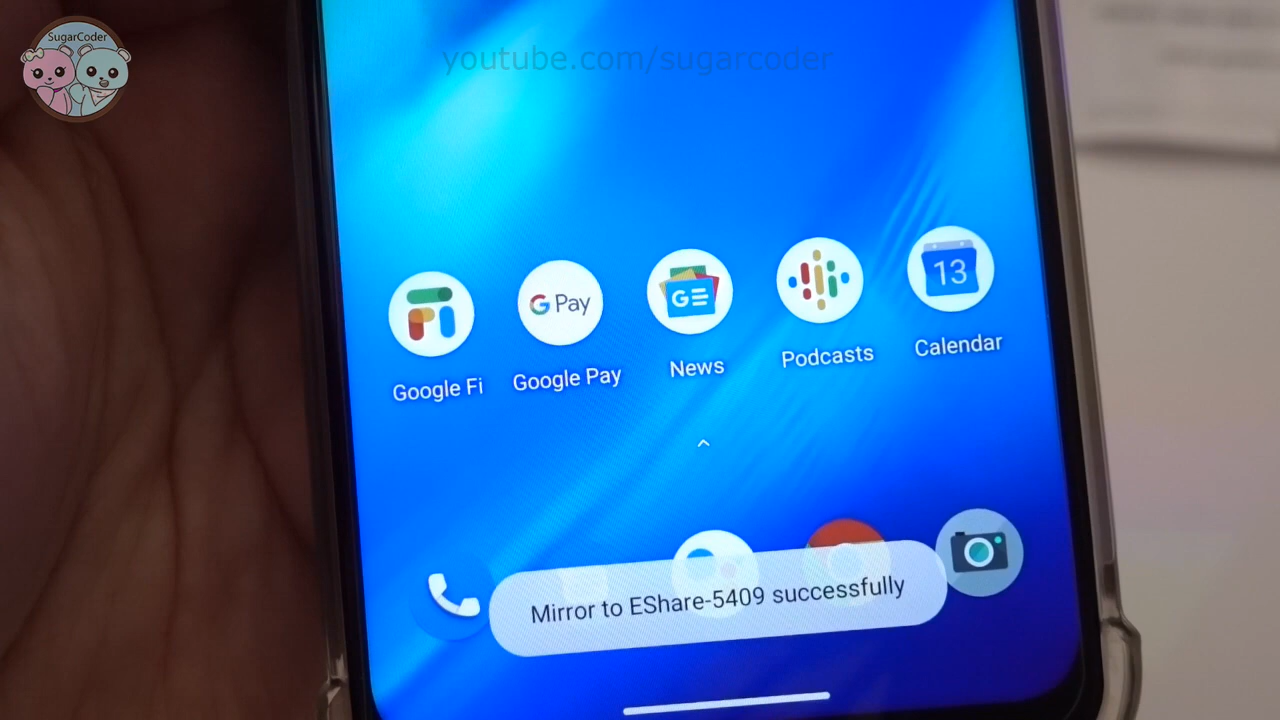 SugarCoder
youtube.com/sugarcoder
G Pay
GE
13
Google Fi
Google Pay
News
Podcasts
Calendar
Mirror to EShare-5409 successfully